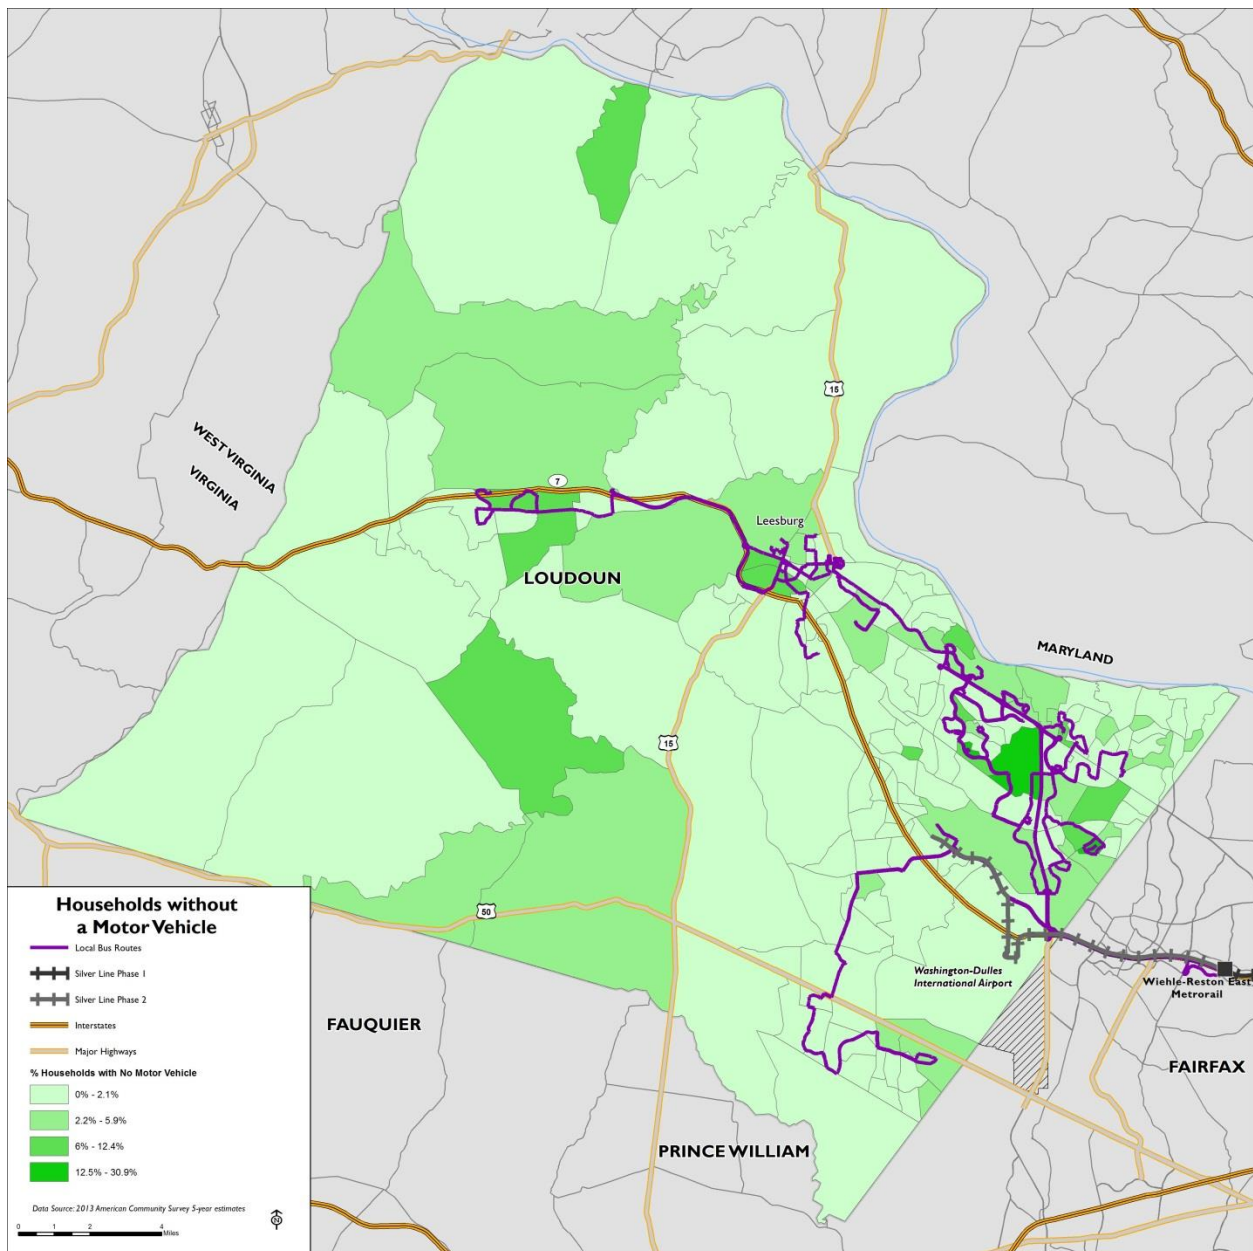 15
WEST VIRGINIA
VIRGINIA
7
Leesburg
LOUDOUN
MARYLAND
15
50
Washington-Dulles
International Airport
Wiehle-Reston East
Metrorail
FAUQUIER
FAIRFAX
PRINCE WILLIAM
Households without
a Motor Vehicle
Local Bus Routes
Silver Line Phase 1
Silver Line Phase 2
Interstates
Major Highways
% Households with No Motor Vehicle
0% - 2.1%
2.2% - 5.9%
6% - 12.4%
12.5% - 30.9%
Data Source: 2013 American Community Survey 5-year estimates
N
0 1 2 4
Miles